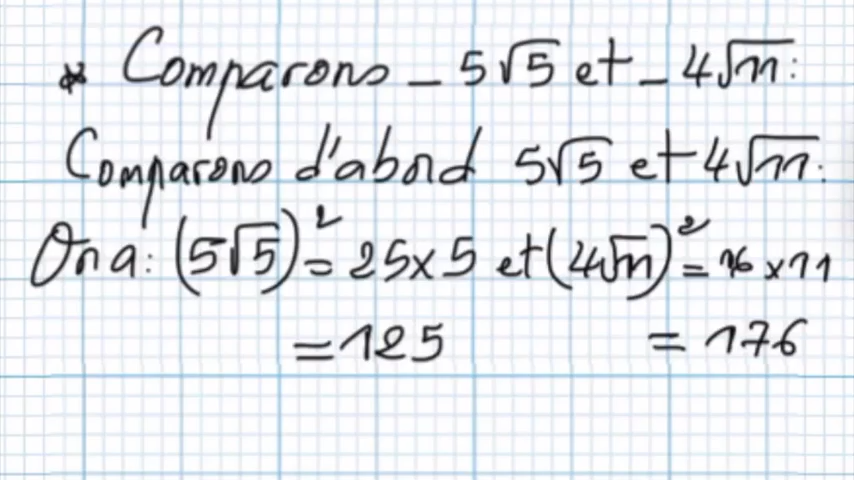 * Comparons - 5√5 et - 4√11:
Comparons d'abord 5√5 et 4√11:
On a: (5√5)² = 25×5 et (4√11)² = 16×11
= 125 = 176